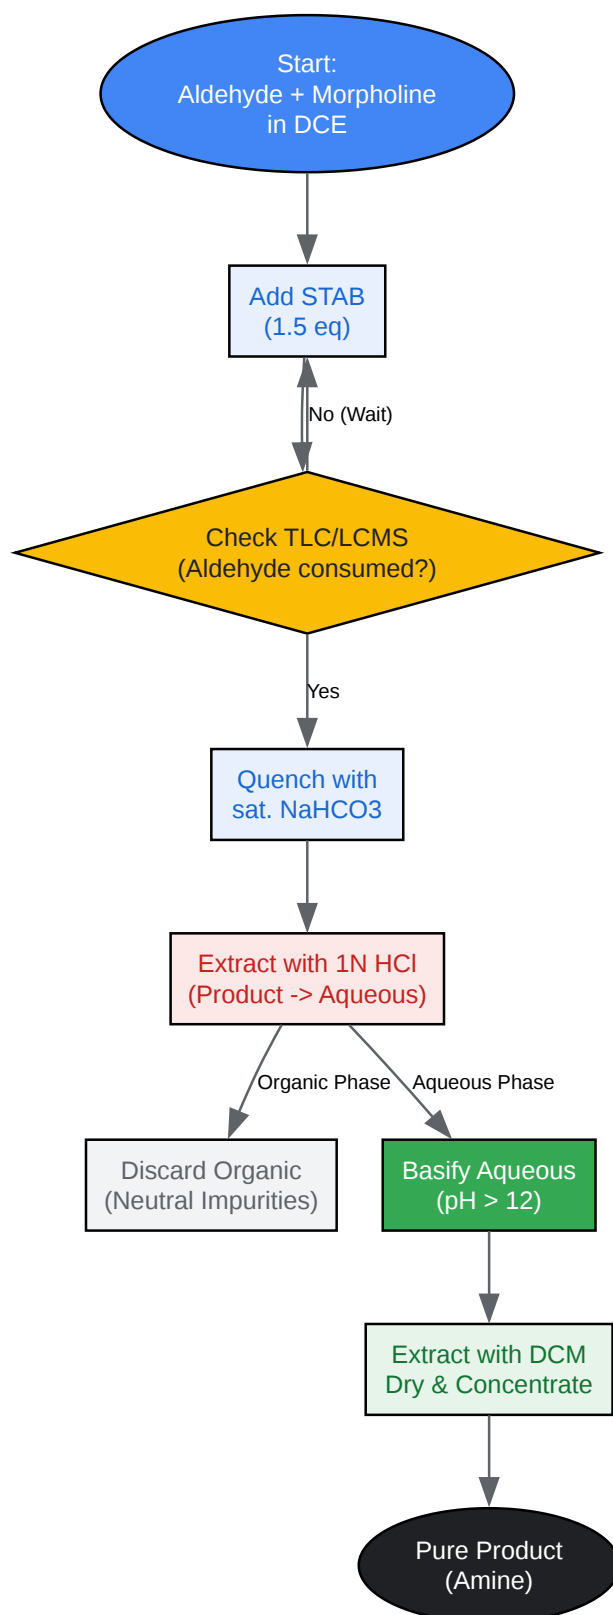 Start:
Aldehyde + Morpholine
in DCE
Add STAB
(1.5 eq)
No (Wait)
Check TLC/LCMS
(Aldehyde consumed?)
Yes
Quench with
sat. NaHCO3
Extract with 1N HCl
(Product -> Aqueous)
Organic Phase
Aqueous Phase
Discard Organic
(Neutral Impurities)
Basify Aqueous
(pH > 12)
Extract with DCM
Dry & Concentrate
Pure Product
(Amine)